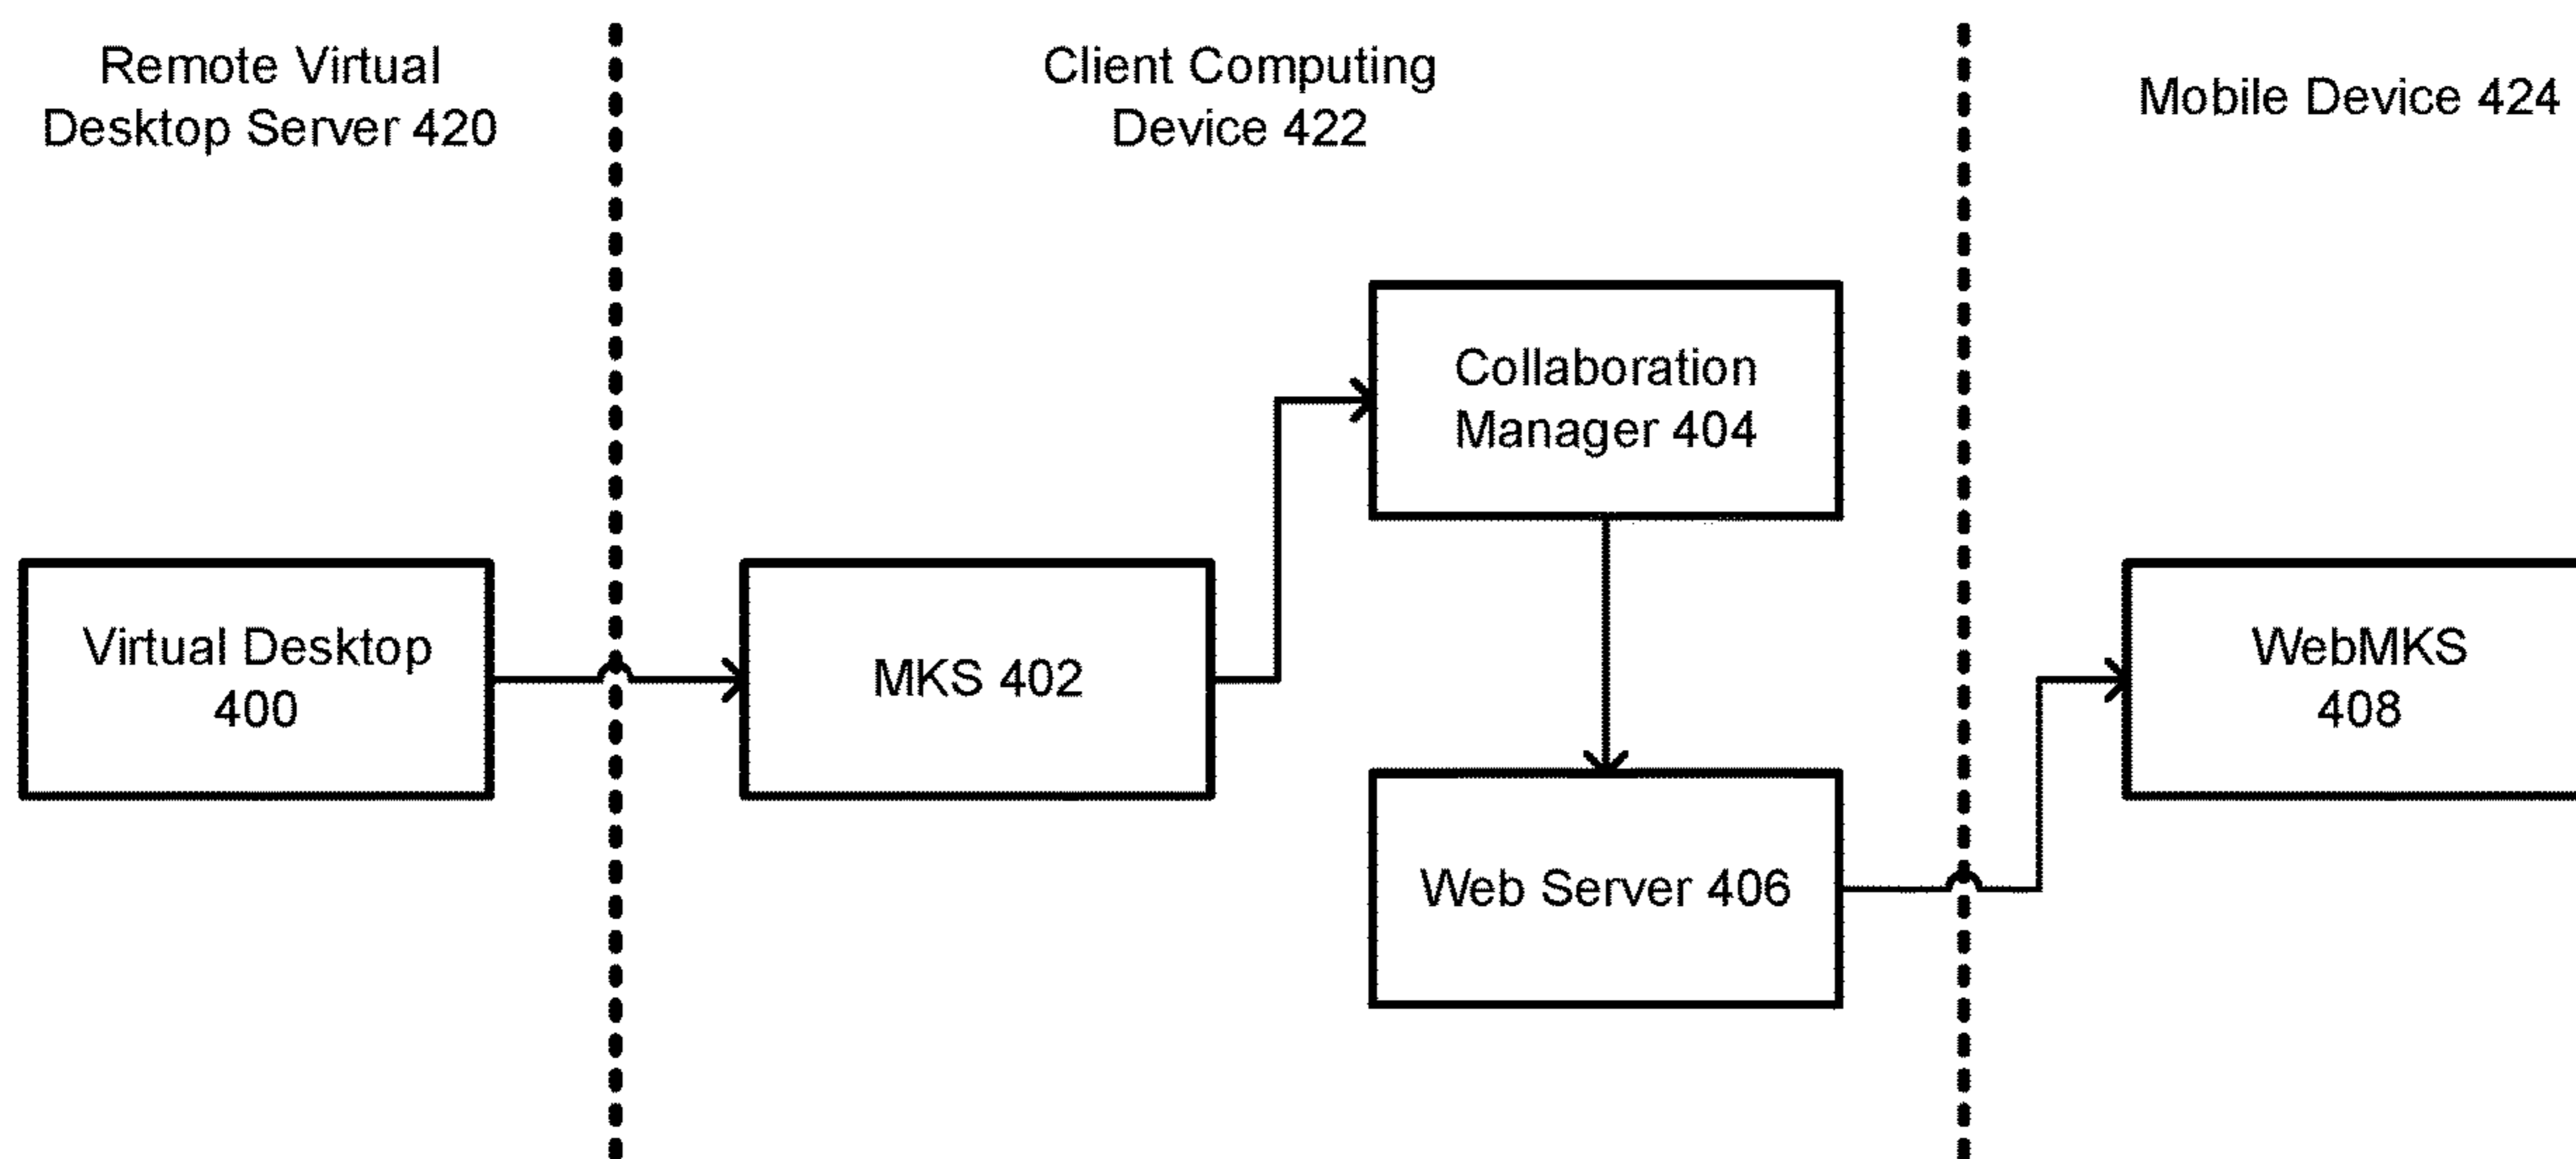 Remote Virtual
Desktop Server 420
Client Computing
Device 422
Mobile Device 424
Collaboration
Manager 404
Virtual Desktop
400
MKS 402
WebMKS
408
Web Server 406